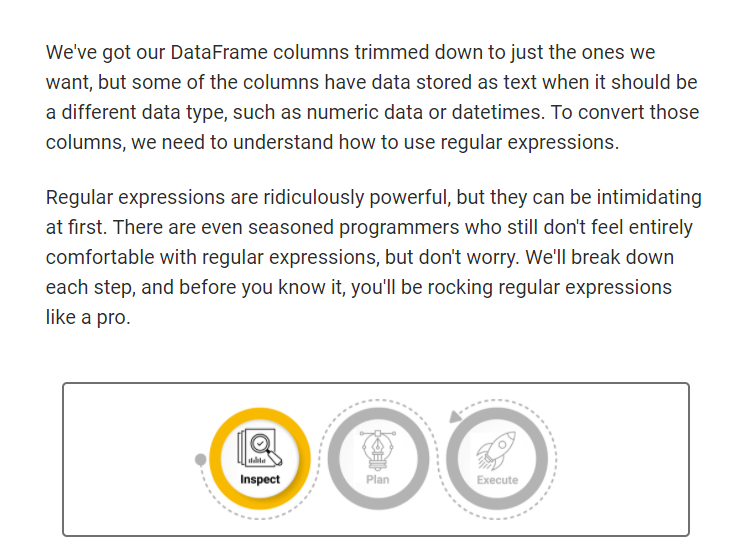 We've got our DataFrame columns trimmed down to just the ones we
want, but some of the columns have data stored as text when it should be
a different data type, such as numeric data or datetimes. To convert those
columns, we need to understand how to use regular expressions.
Regular expressions are ridiculously powerful, but they can be intimidating
at first. There are even seasoned programmers who still don't feel entirely
comfortable with regular expressions, but don't worry. We'll break down
each step, and before you know it, you'll be rocking regular expressions
like a pro.
data
Inspect
Plan
Execute